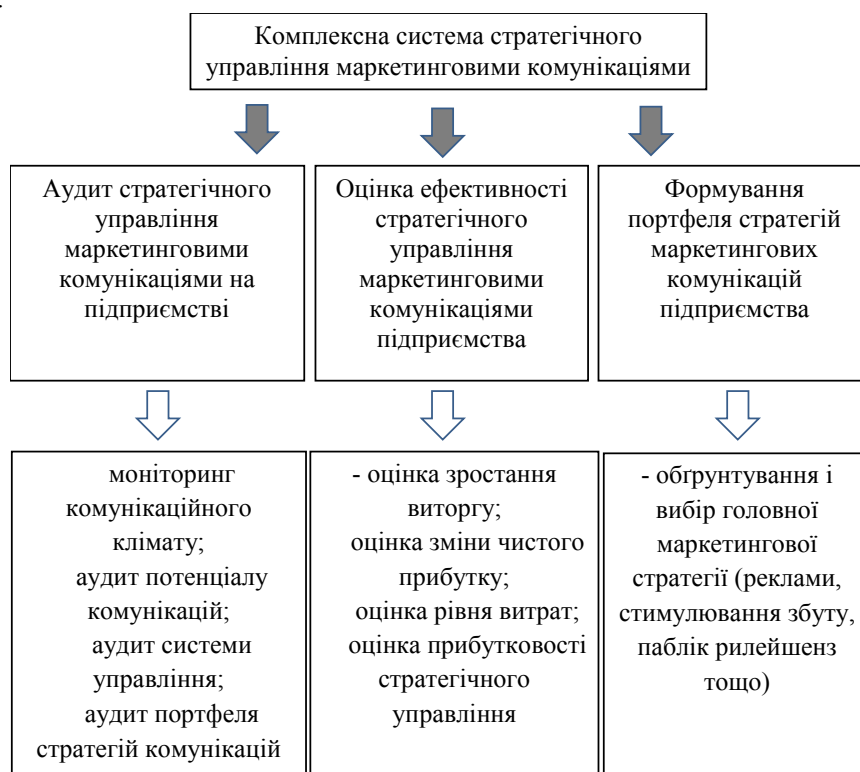 Комплексна система стратегічного
управління маркетинговими комунікаціями
Аудит стратегічного
управління
маркетинговими
комунікаціями на
підприємстві
Оцінка ефективності
стратегічного
управління
маркетинговими
комунікаціями
підприємства
Формування
портфеля стратегій
маркетингових
комунікацій
підприємства
моніторинг
комунікаційного
клімату;
аудит потенціалу
комунікацій;
аудит системи
управління;
аудит портфеля
стратегій комунікацій
- оцінка зростання
виторгу;
оцінка зміни чистого
прибутку;
оцінка рівня витрат;
оцінка прибутковості
стратегічного
управління
- обґрунтування і
вибір головної
маркетингової
стратегії (реклами,
стимулювання збуту,
паблік рилейшенз
тощо)